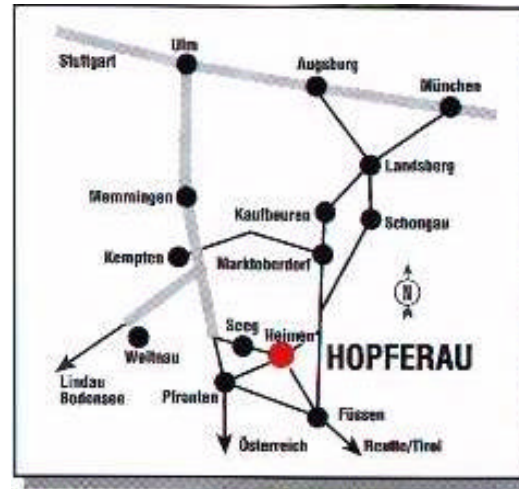 Ulm
Stuttgart
Augsburg
München
Landsberg
Memmingen
Kaufbeuren
Schongau
Kempten
Marktoberdorf
N
Seeg
Heimen
HOPFERAU
Weitnau
Lindau
Bodensee
Pfronten
Füssen
Österreich
Reutte/Tirol